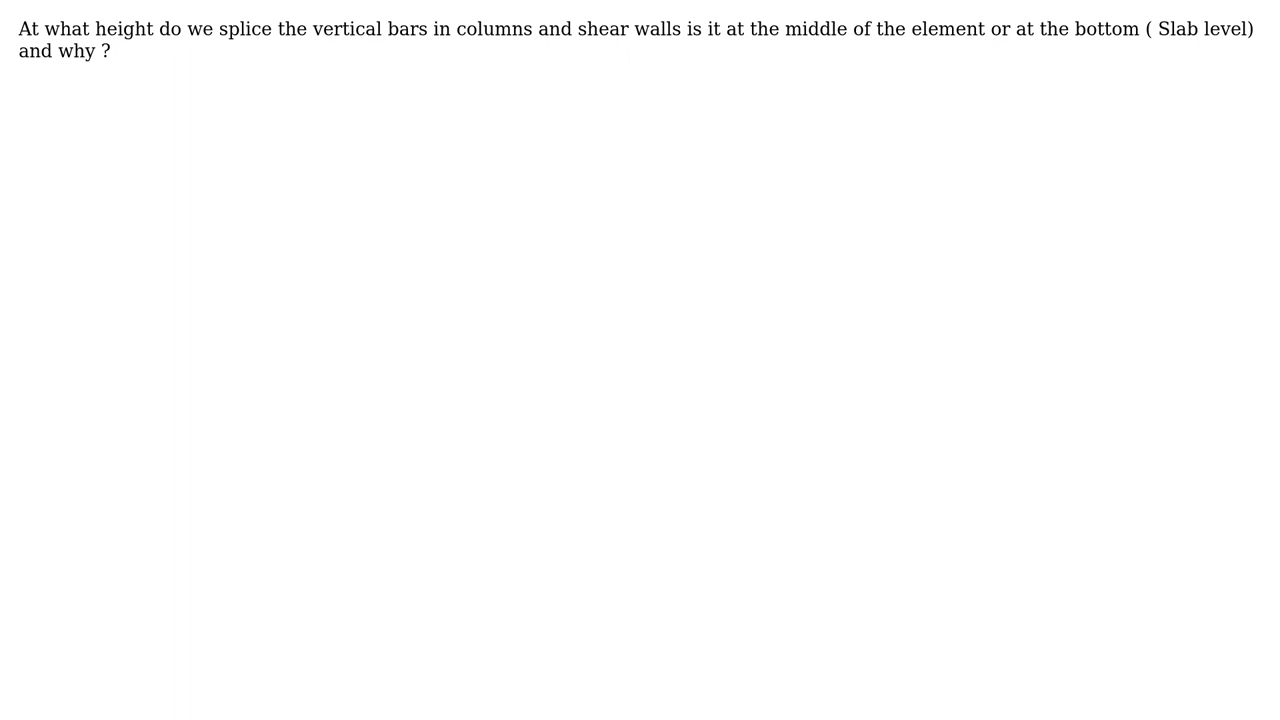 At what height do we splice the vertical bars in columns and shear walls is it at the middle of the element or at the bottom ( Slab level)
and why ?